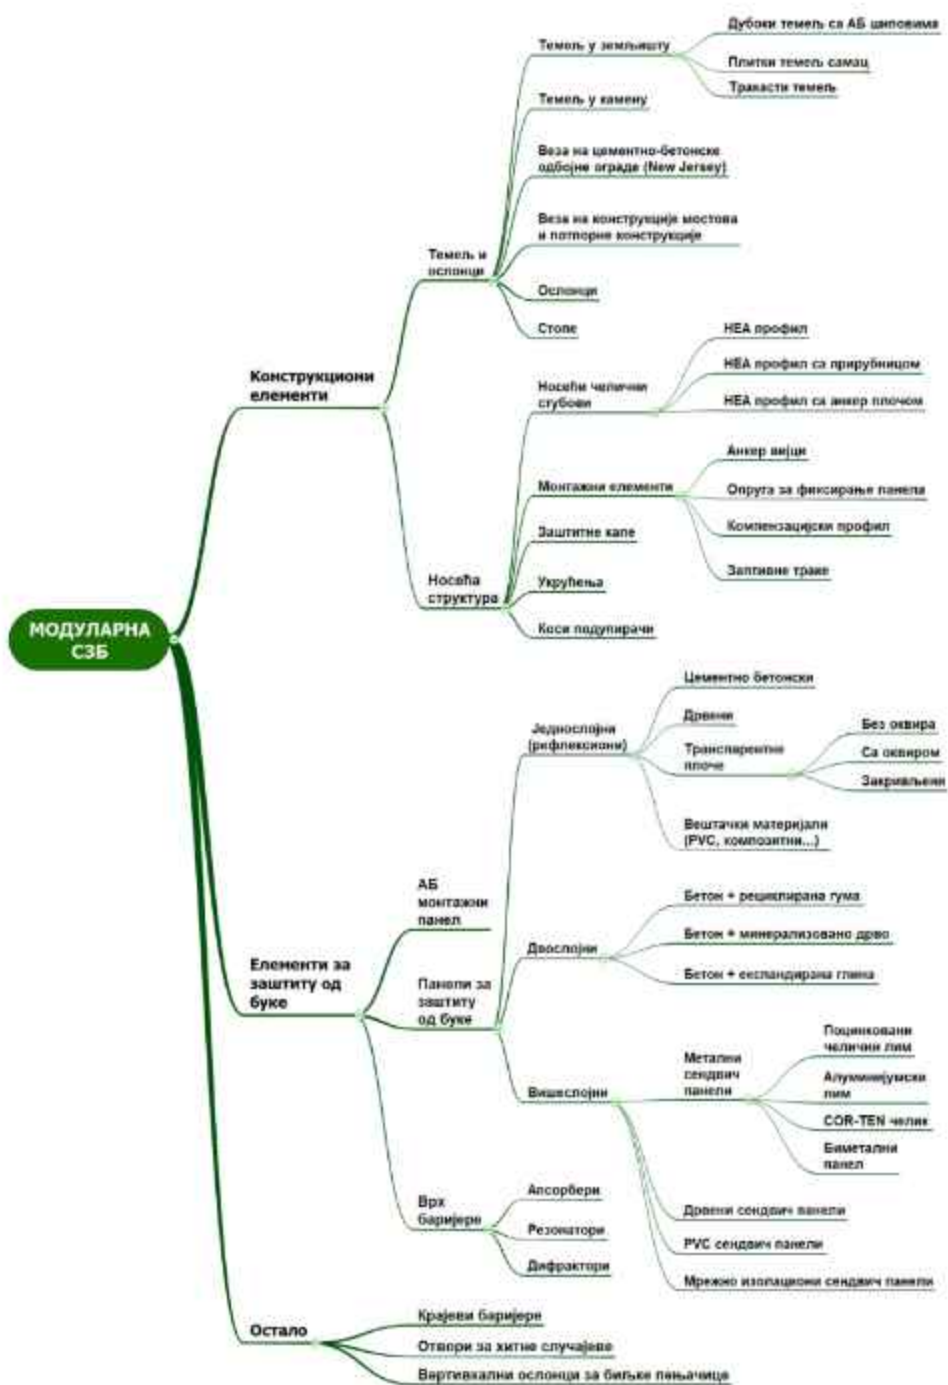 МОДУЛАРНА
СЗБ
Конструкциони
елементи
Темељ и
ослонци
Темељ у земљишту
Дубоки темељ са АБ шиповима
Плитки темељ самац
Тракасти темељ
Темељ у камену
Веза на цементно-бетонске
одбојне ограде (New Jersey)
Веза на конструкције мостова
и потпорне конструкције
Ослонци
Стопе
Носећа
структура
Носећи челични
стубови
НЕА профил
НЕА профил са прирубницом
НЕА профил са анкер плочом
Монтажни елементи
Анкер вијци
Опруга за фиксирање панела
Компензацијски профил
Заптивне траке
Заштитне капе
Укрућења
Коси подупирачи
Елементи за
заштиту од
буке
АБ
монтажни
панел
Панели за
заштиту
од буке
Једнослојни
(рифлексиони)
Цементно бетонски
Дрвени
Транспарентне
плоче
Без оквира
Са оквиром
Закривљени
Вештачки материјали
(PVC, композитни...)
Двослојни
Бетон + рециклирана гума
Бетон + минерализовано дрво
Бетон + експандирана глина
Вишеслојни
Метални
сендвич
панели
Поцинковани
челични лим
Алуминијумски
лим
COR-TEN челик
Биметални
панел
Дрвени сендвич панели
PVC сендвич панели
Мрежно изолациони сендвич панели
Врх
баријере
Апсорбери
Резонатори
Дифрактори
Остало
Крајеви баријере
Отвори за хитне случајеве
Вертикални ослонци за биљке пењачице